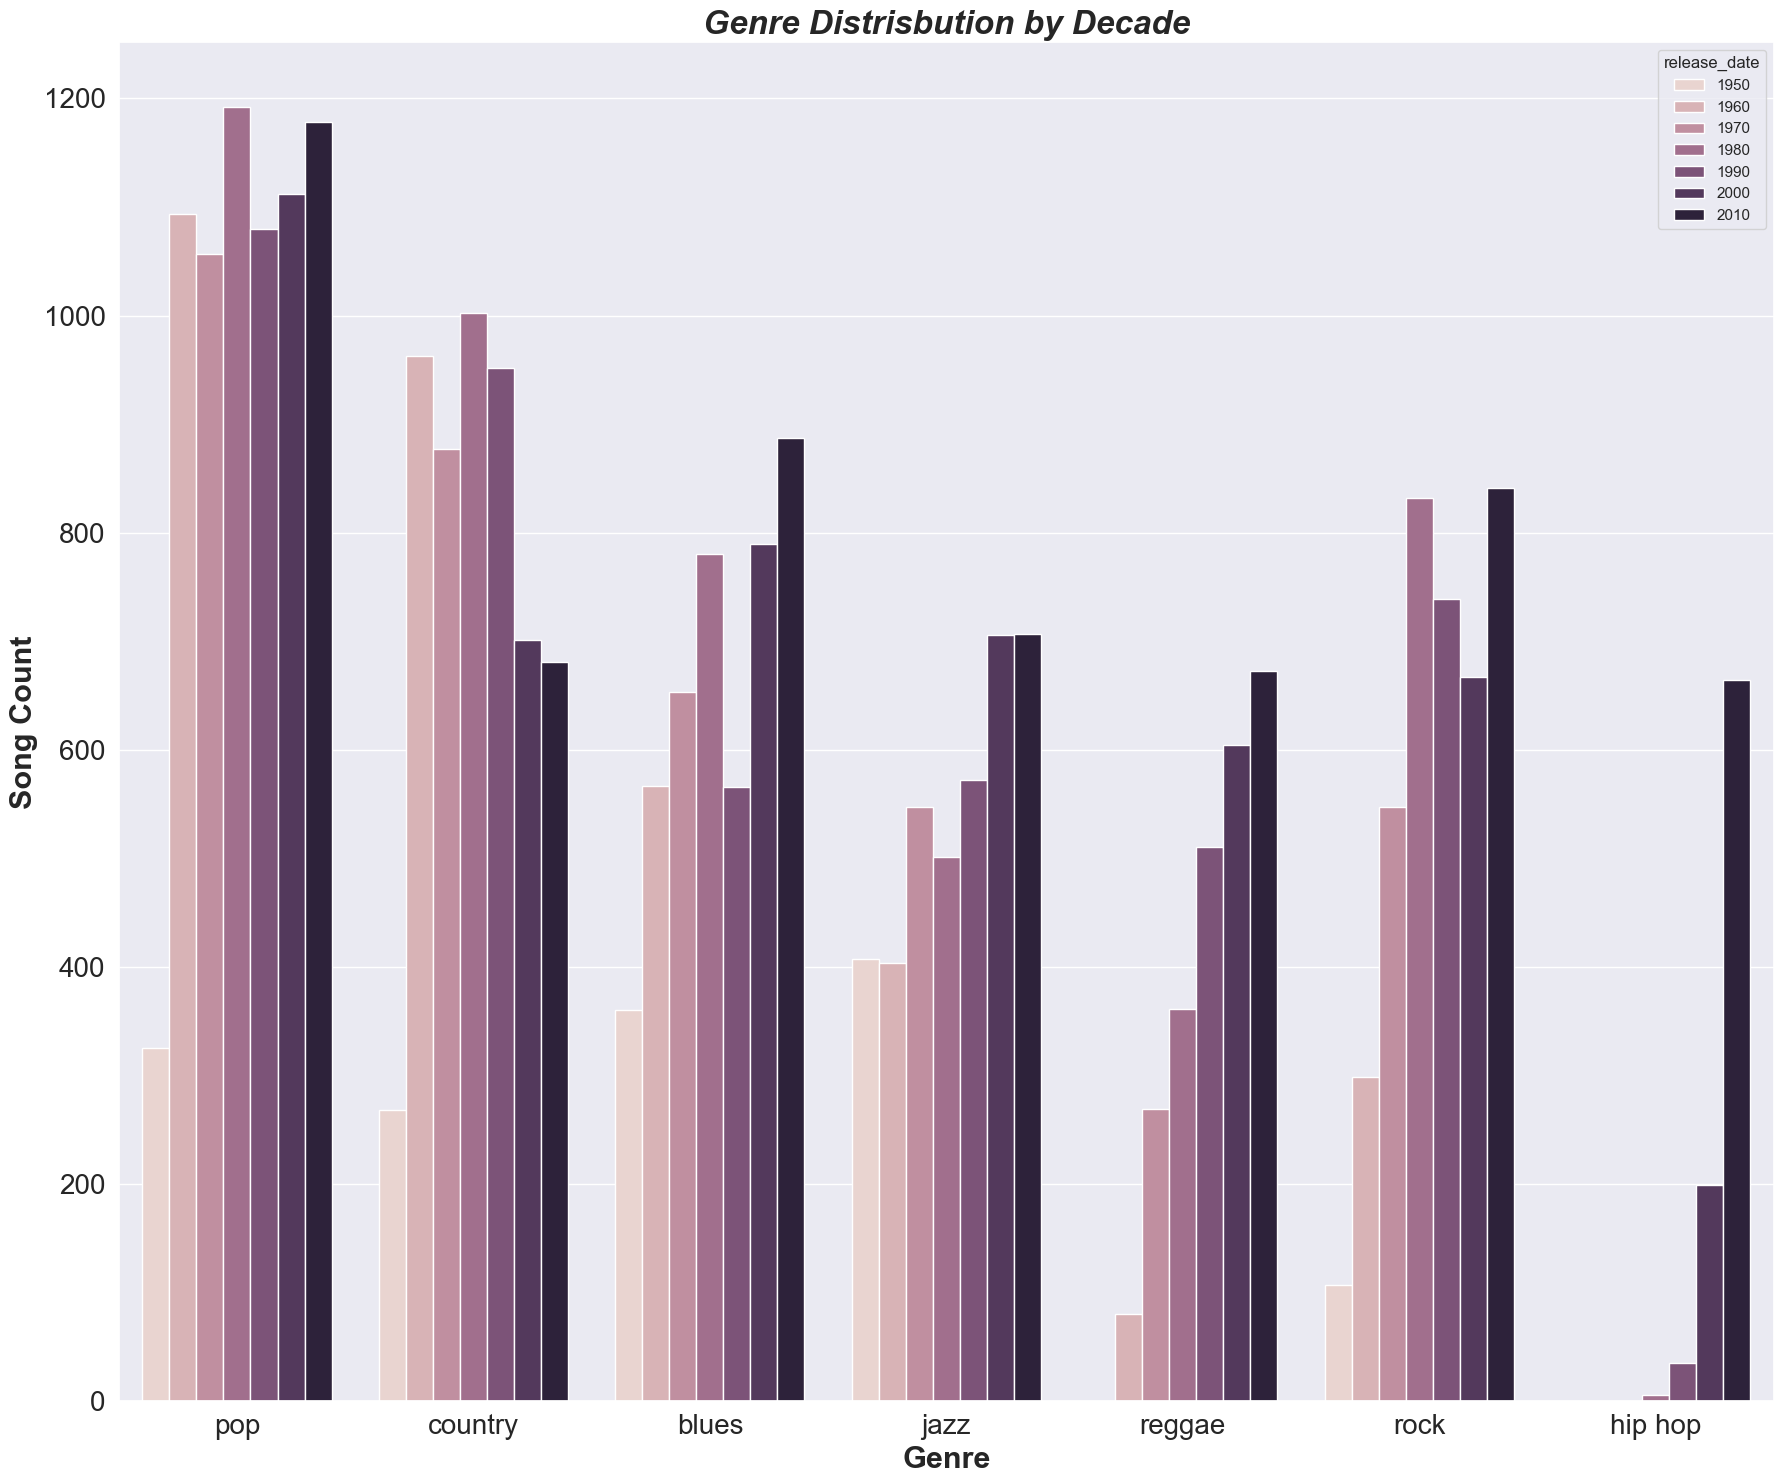 Genre Distrisbution by Decade
release_date
1950
1960
1970
1980
1990
2000
2010
1200
1000
800
600
400
200
0
Song Count
pop country blues jazz reggae rock hip hop
Genre